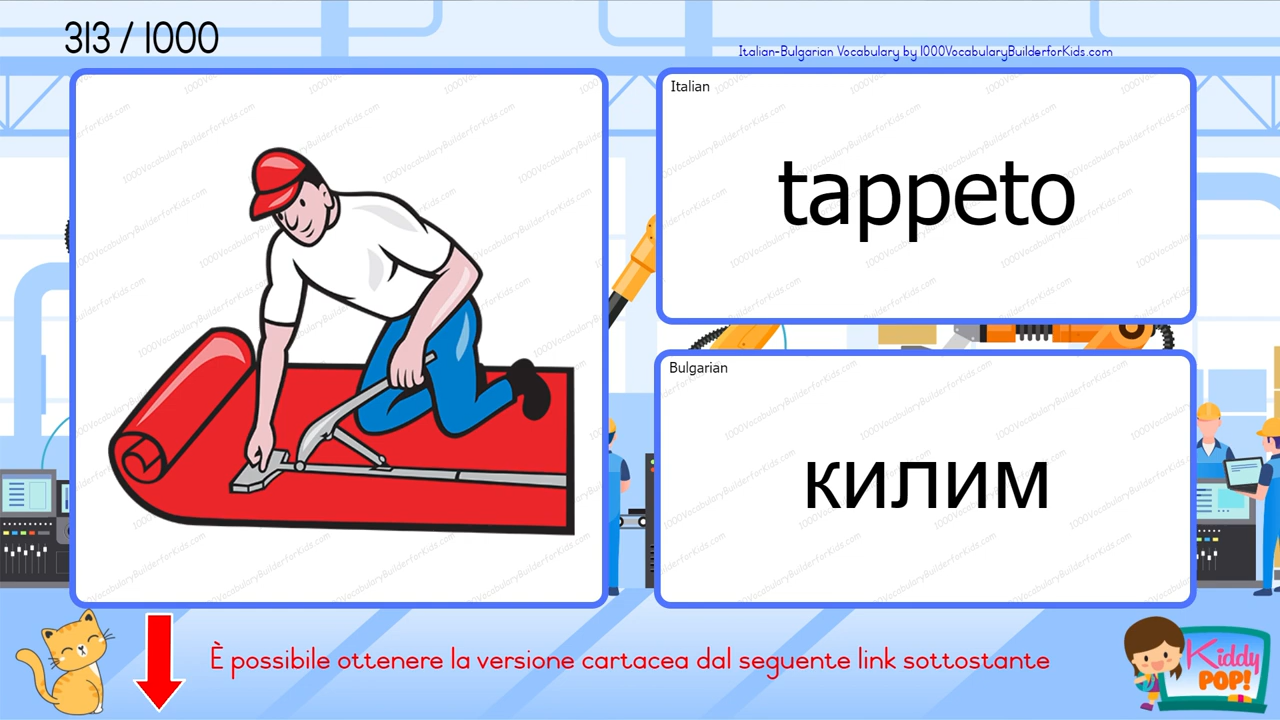 313 / 1000
Italian-Bulgarian Vocabulary by 1000VocabularyBuilderforKids.com
Italian
tappeto
Bulgarian
килим
È possibile ottenere la versione cartacea dal seguente link sottostante
Kiddy
POP!